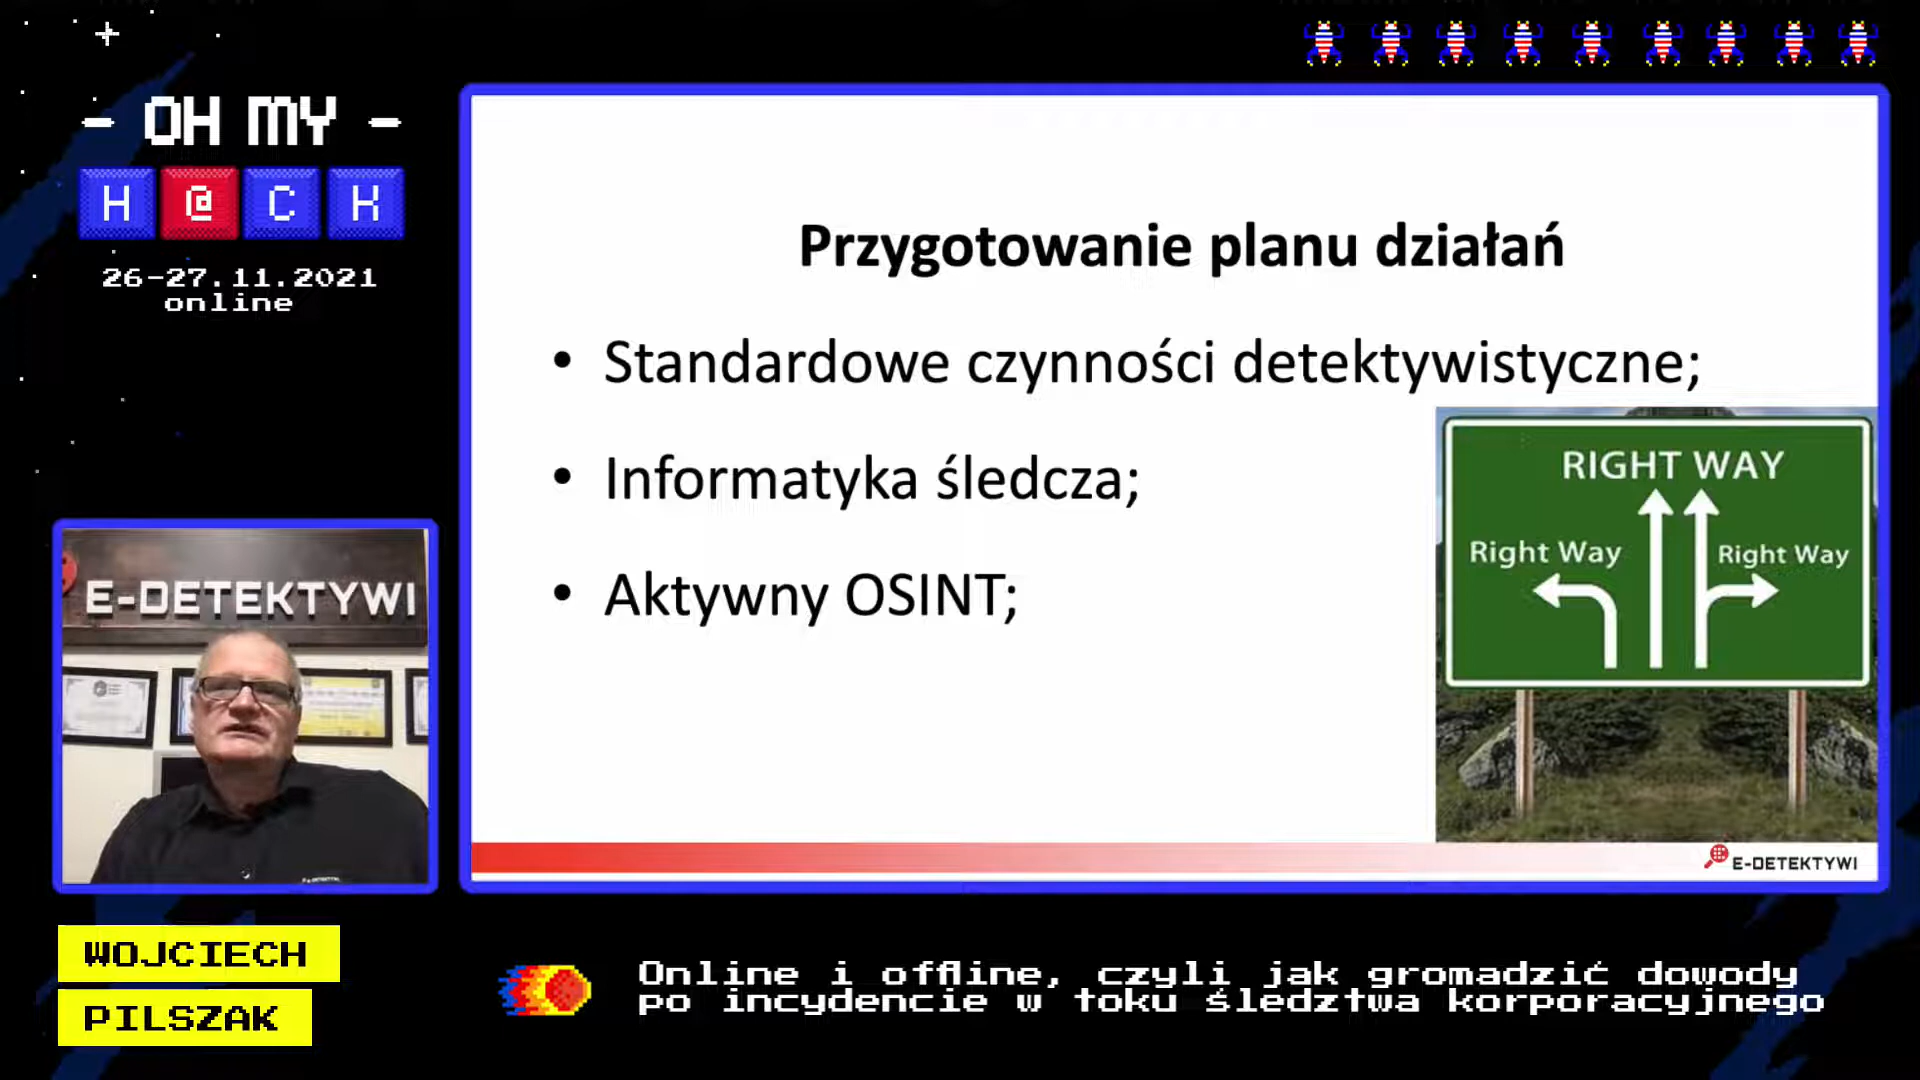 - OH MY -
H @ C K
26-27.11.2021
online
Przygotowanie planu działań
• Standardowe czynności detektywistyczne;
• Informatyka śledcza;
• Aktywny OSINT;
RIGHT WAY
Right Way
Right Way
E-DETEKTYWI
E-DETEKTYWI
WOJCIECH
PILSZAK
Online i offline, czyli jak gromadzić dowody
po incydencie w toku śledztwa korporacyjnego